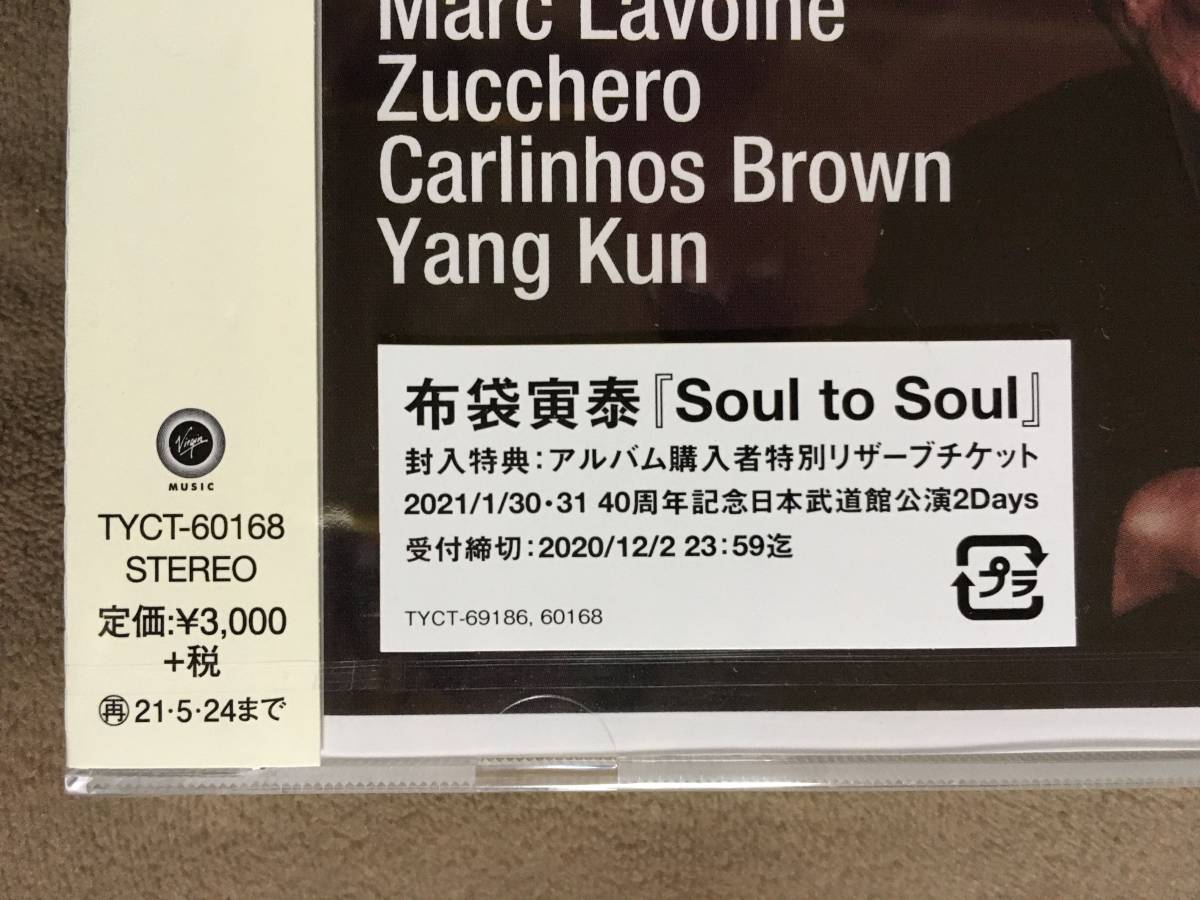 Marc Lavoine
Zucchero
Carlinhos Brown
Yang Kun
布袋寅泰『Soul to Soul』
封入特典：アルバム購入者特別リザーブチケット
2021/1/30・31 40周年記念日本武道館公演2Days
受付締切：2020/12/2 23:59迄
プラ
TYCT-69186, 60168
Virgin
MUSIC
TYCT-60168
STEREO
定価:¥3,000
+税
再 21・5・24まで